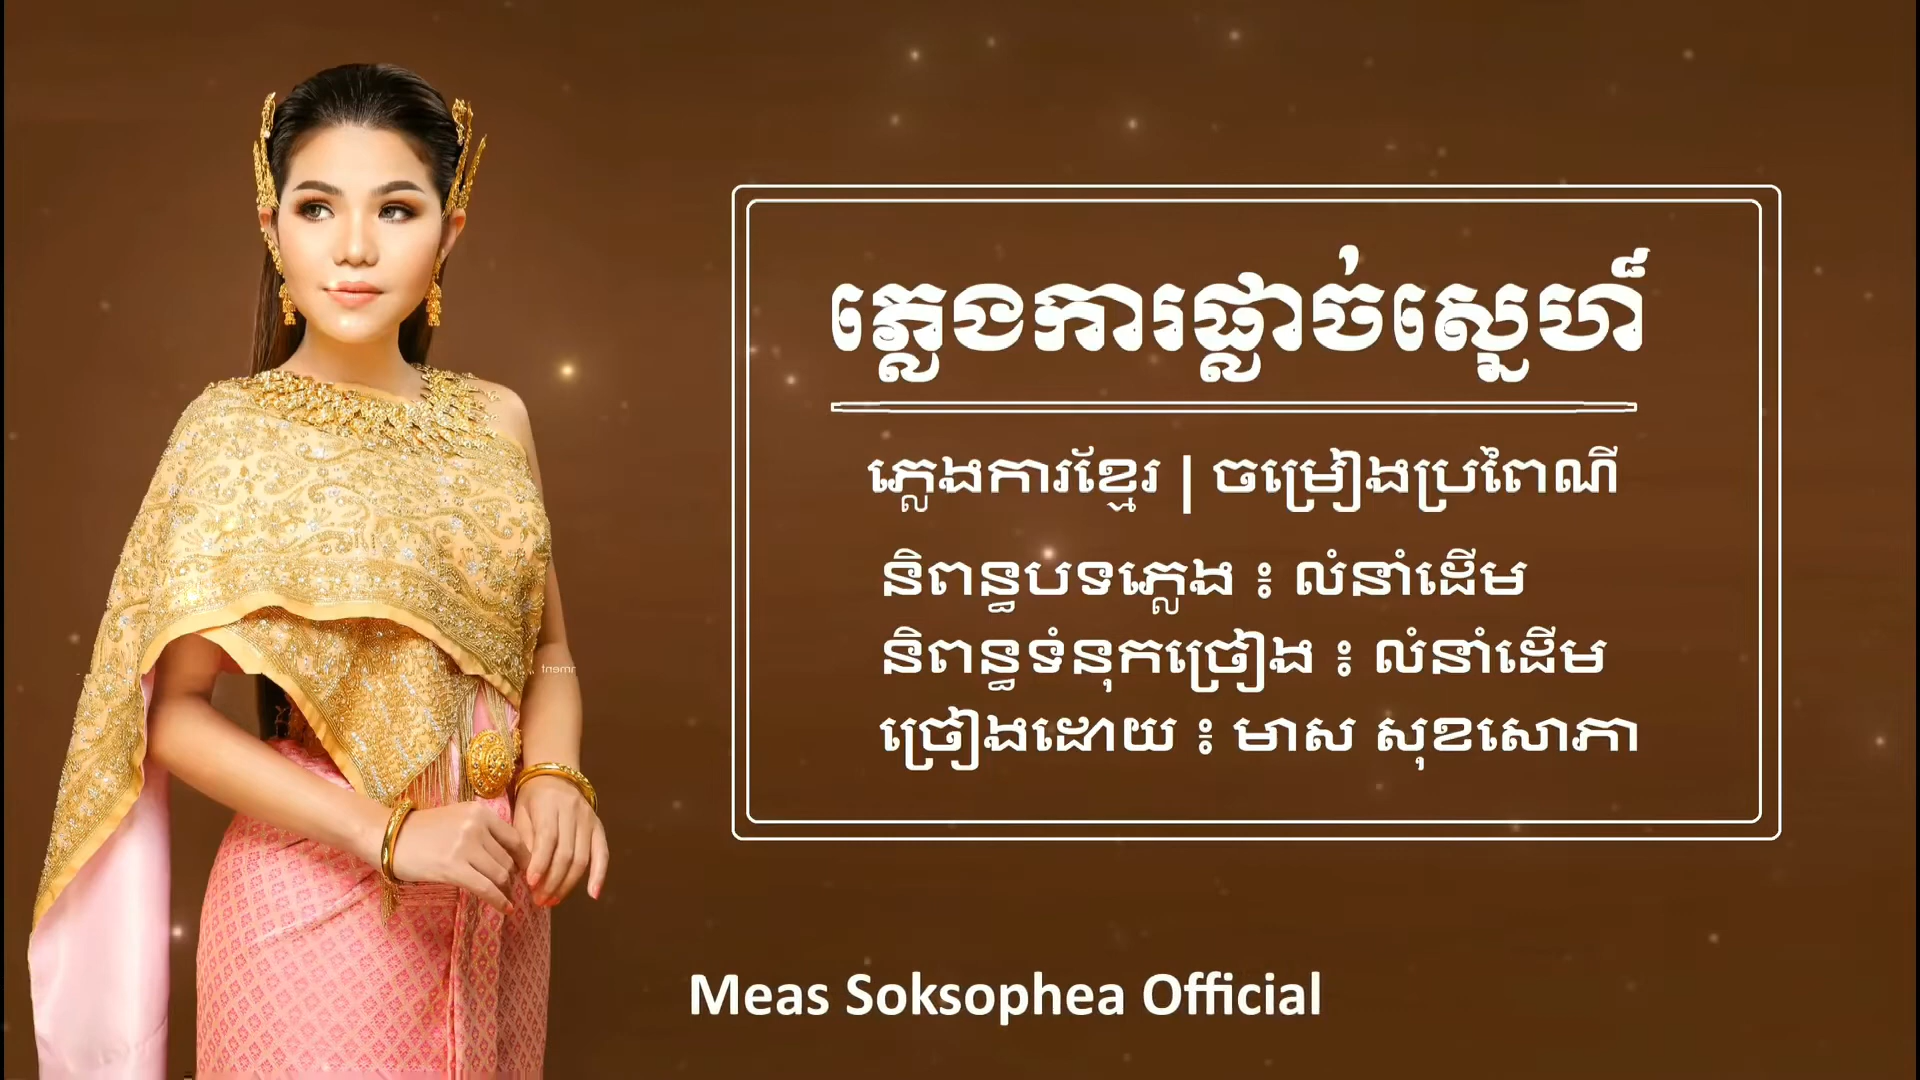 ភ្លេងការផ្លាច់ស្នេហ៍
ភ្លេងការខ្មែរ | ចម្រៀងប្រពៃណី
និពន្ធបទភ្លេង ៖ លំនាំដើម
និពន្ធទំនុកច្រៀង ៖ លំនាំដើម
ច្រៀងដោយ ៖ មាស សុខសោភា
Meas Soksophea Official